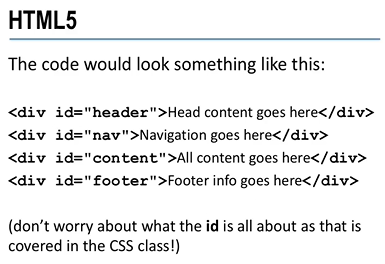 HTML5
The code would look something like this:
<div id="header">Head content goes here</div>
<div id="nav">Navigation goes here</div>
<div id="content">All content goes here</div>
<div id="footer">Footer info goes here</div>
(don’t worry about what the id is all about as that is
covered in the CSS class!)